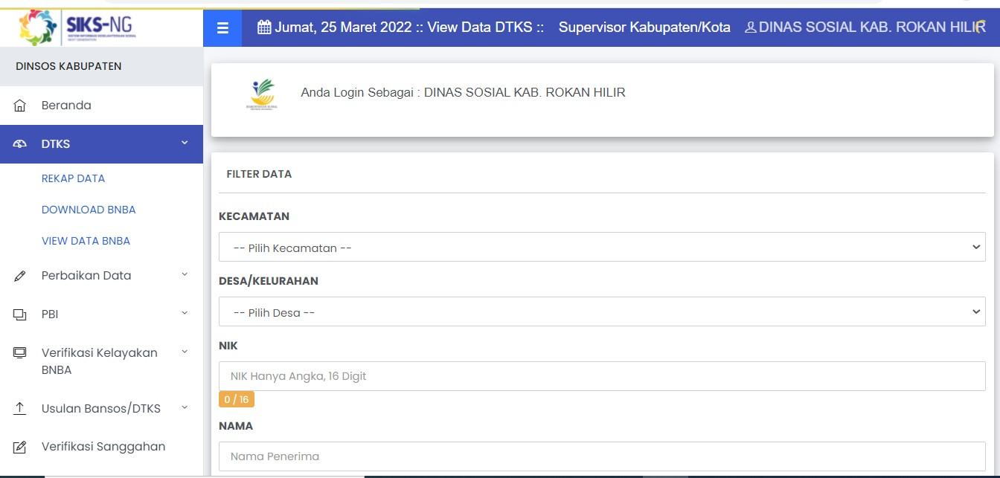 SIKS-NG
Jumat, 25 Maret 2022 :: View Data DTKS :: Supervisor Kabupaten/Kota DINAS SOSIAL KAB. ROKAN HILIR
DINSOS KABUPATEN
Beranda
DTKS
REKAP DATA
DOWNLOAD BNBA
VIEW DATA BNBA
Perbaikan Data
PBI
Verifikasi Kelayakan
BNBA
Usulan Bansos/DTKS
Verifikasi Sanggahan
Anda Login Sebagai : DINAS SOSIAL KAB. ROKAN HILIR
FILTER DATA
KECAMATAN
-- Pilih Kecamatan --
DESA/KELURAHAN
-- Pilih Desa --
NIK
NIK Hanya Angka, 16 Digit
0 / 16
NAMA
Nama Penerima